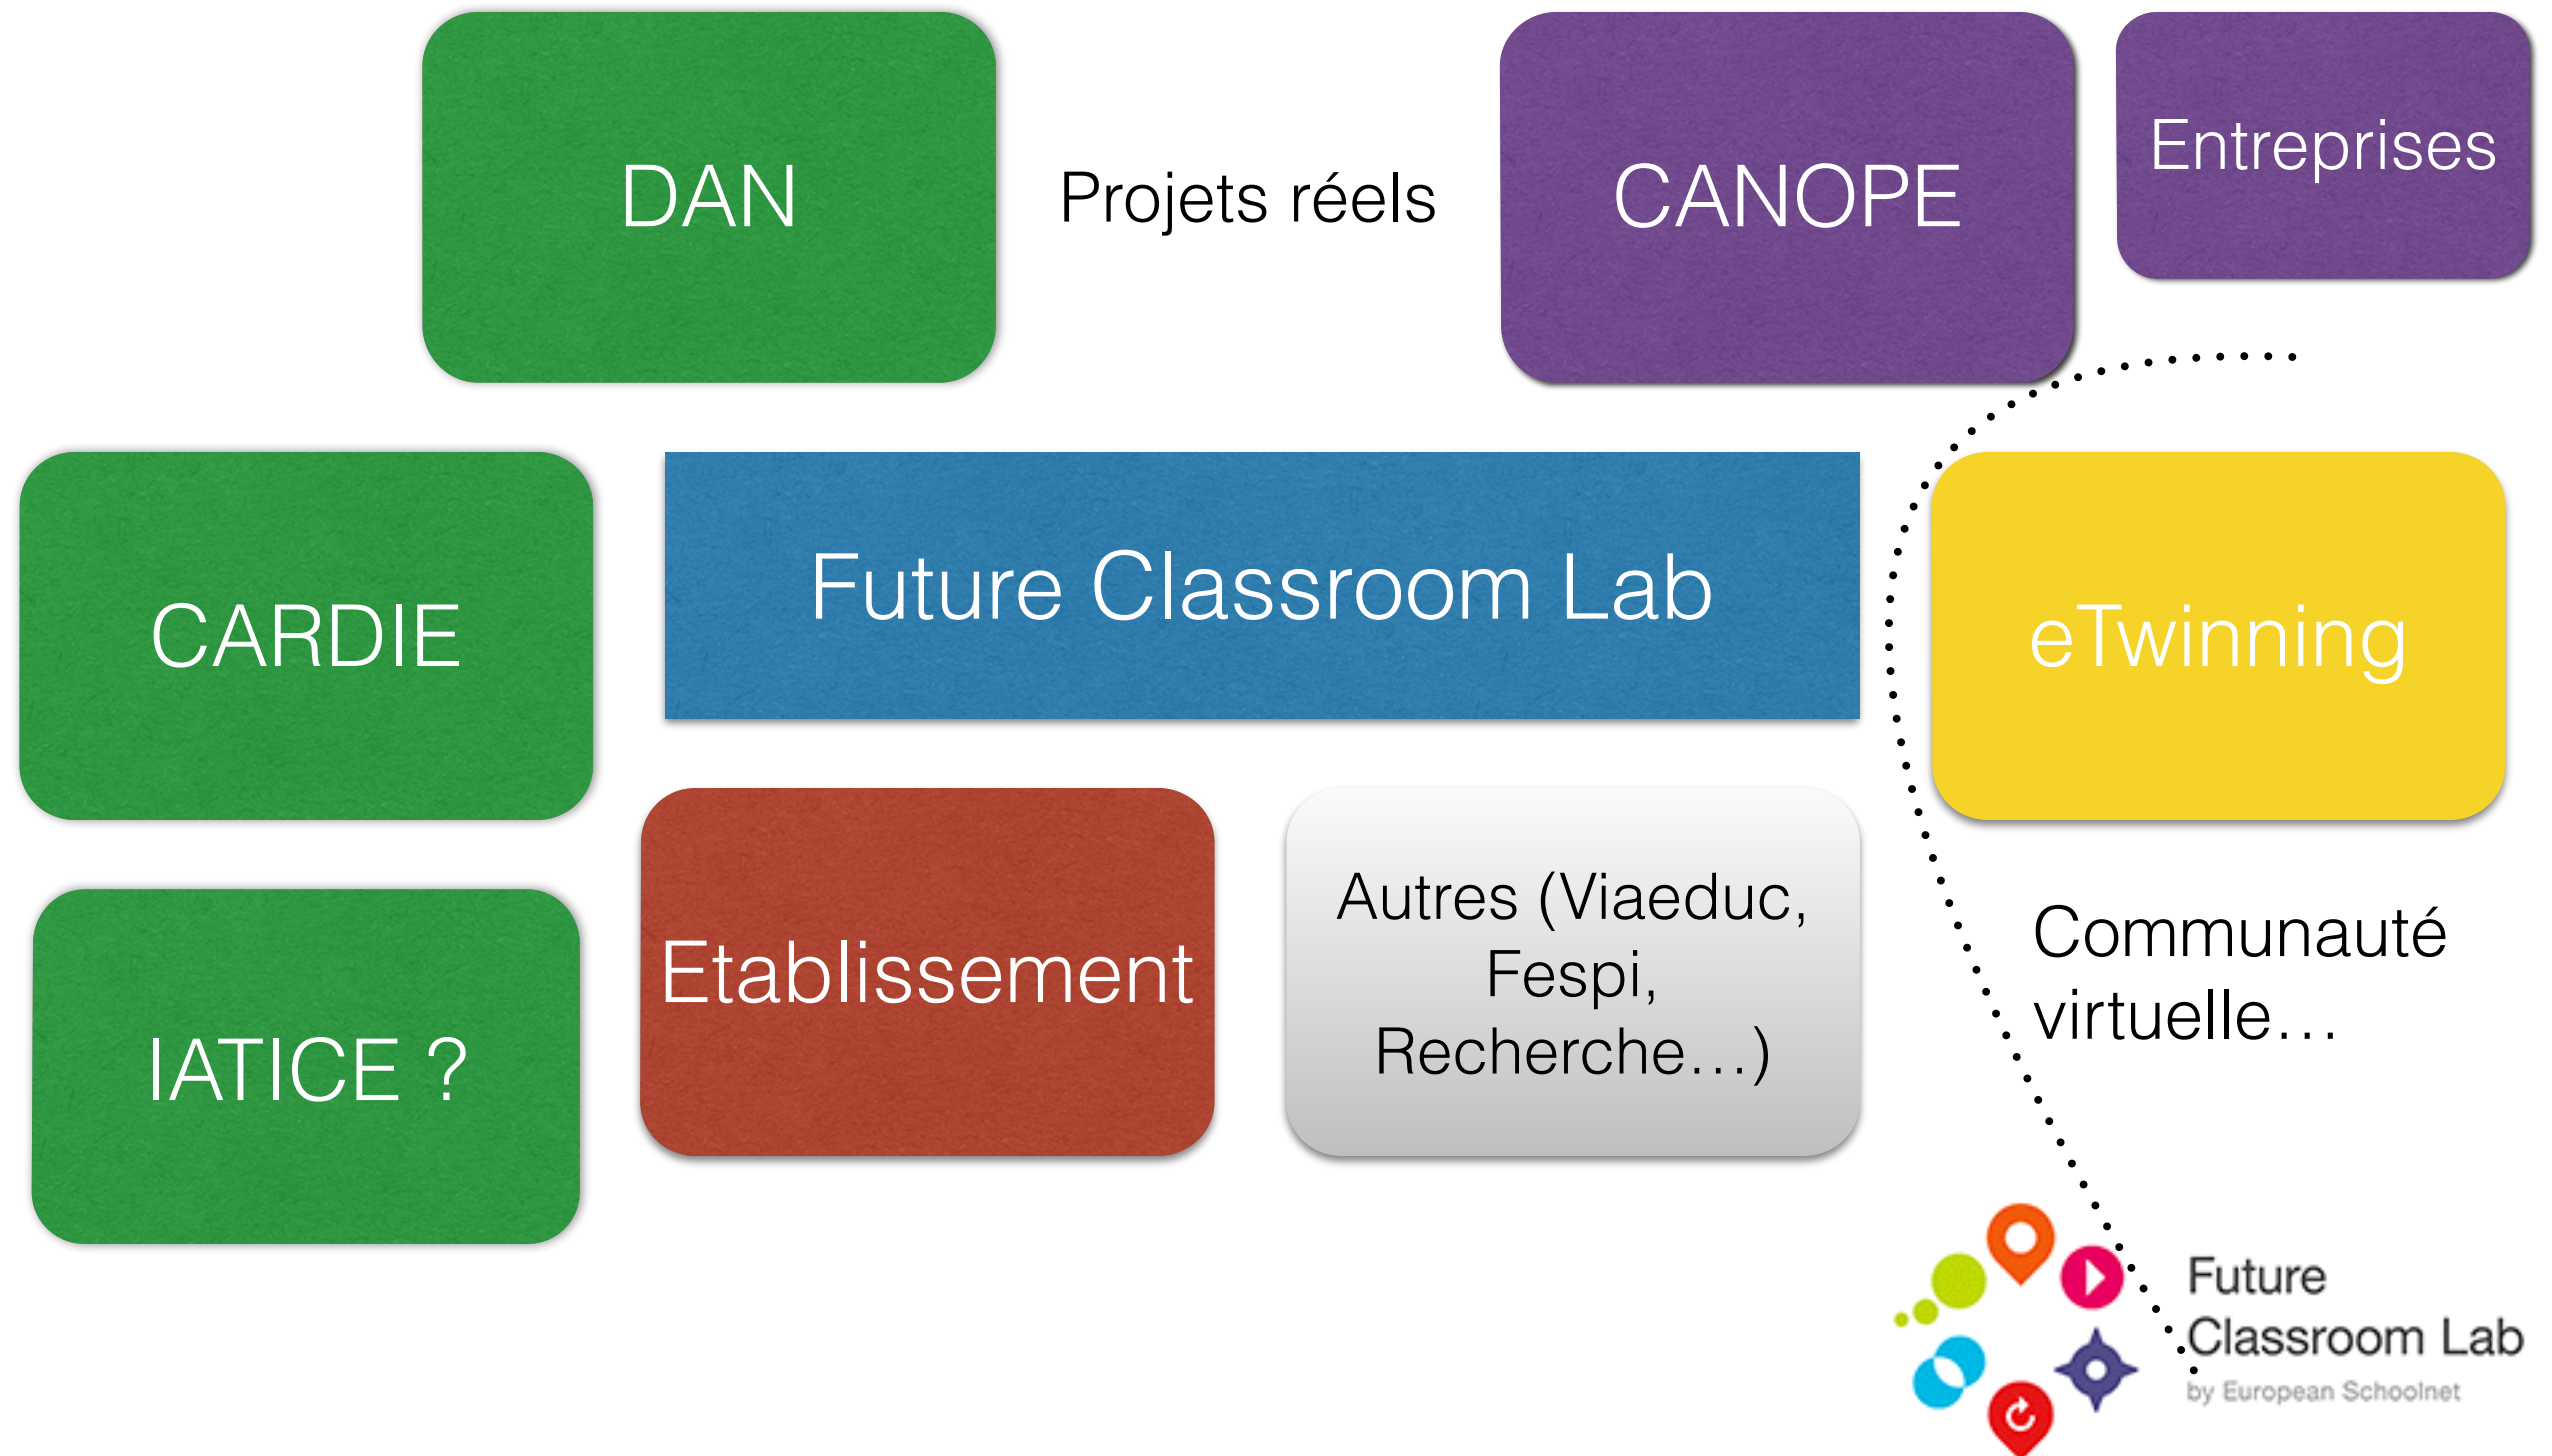 DAN
Projets réels
CANOPE
Entreprises
CARDIE
Future Classroom Lab
eTwinning
IATICE ?
Etablissement
Autres (Viaeduc,
Fespi,
Recherche…)
Communauté
virtuelle…
Future
Classroom Lab
by European Schoolnet